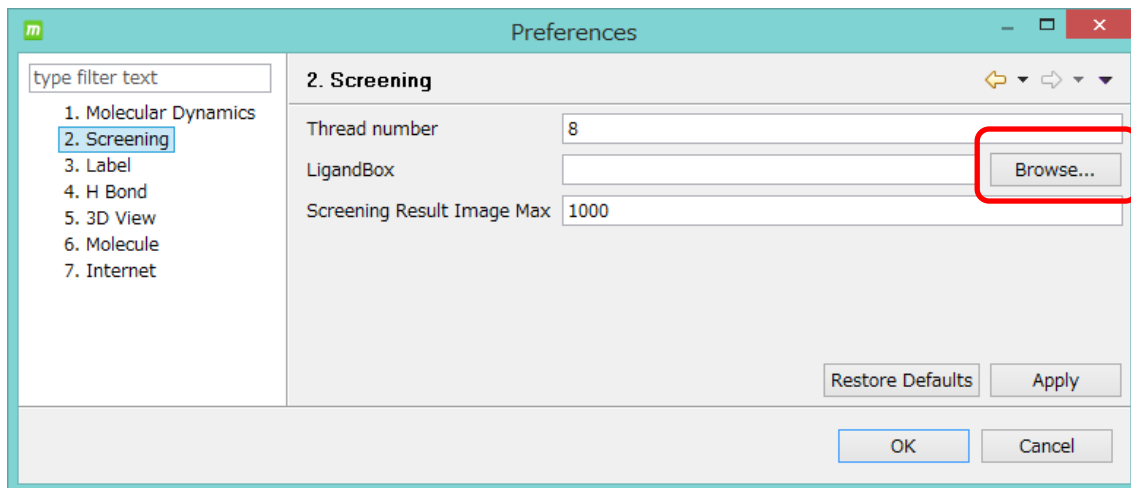 m
Preferences
type filter text
1. Molecular Dynamics
2. Screening
3. Label
4. H Bond
5. 3D View
6. Molecule
7. Internet
2. Screening
Thread number 8
LigandBox Browse...
Screening Result Image Max 1000
Restore Defaults Apply
OK Cancel